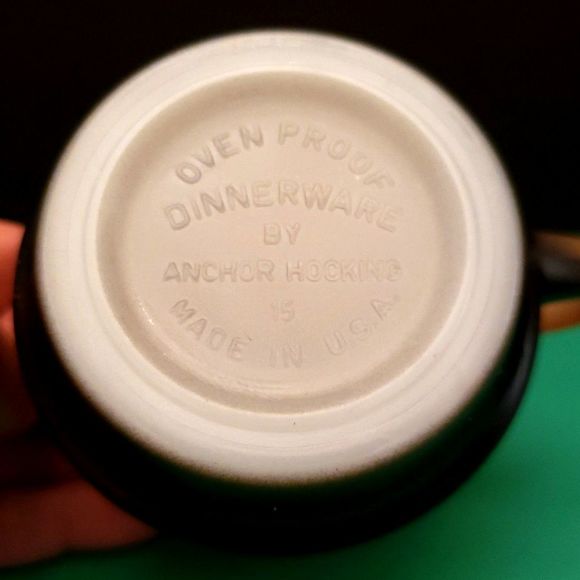 OVEN PROOF
DINNERWARE
BY
ANCHOR HOCKING
15
MADE IN U.S.A.